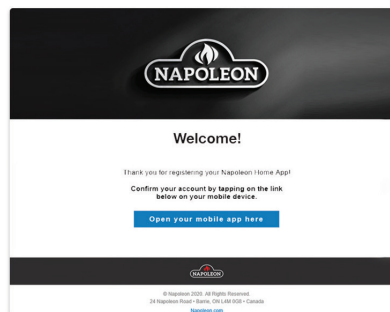 NAPOLEON
Welcome!
Thank you for registering your Napoleon Home App!
Confirm your account by tapping on the link
below on your mobile device.
Open your mobile app here
NAPOLEON
© Napoleon 2020. All Rights Reserved.
24 Napoleon Road • Barrie, ON L4M 0G8 • Canada
Napoleon.com